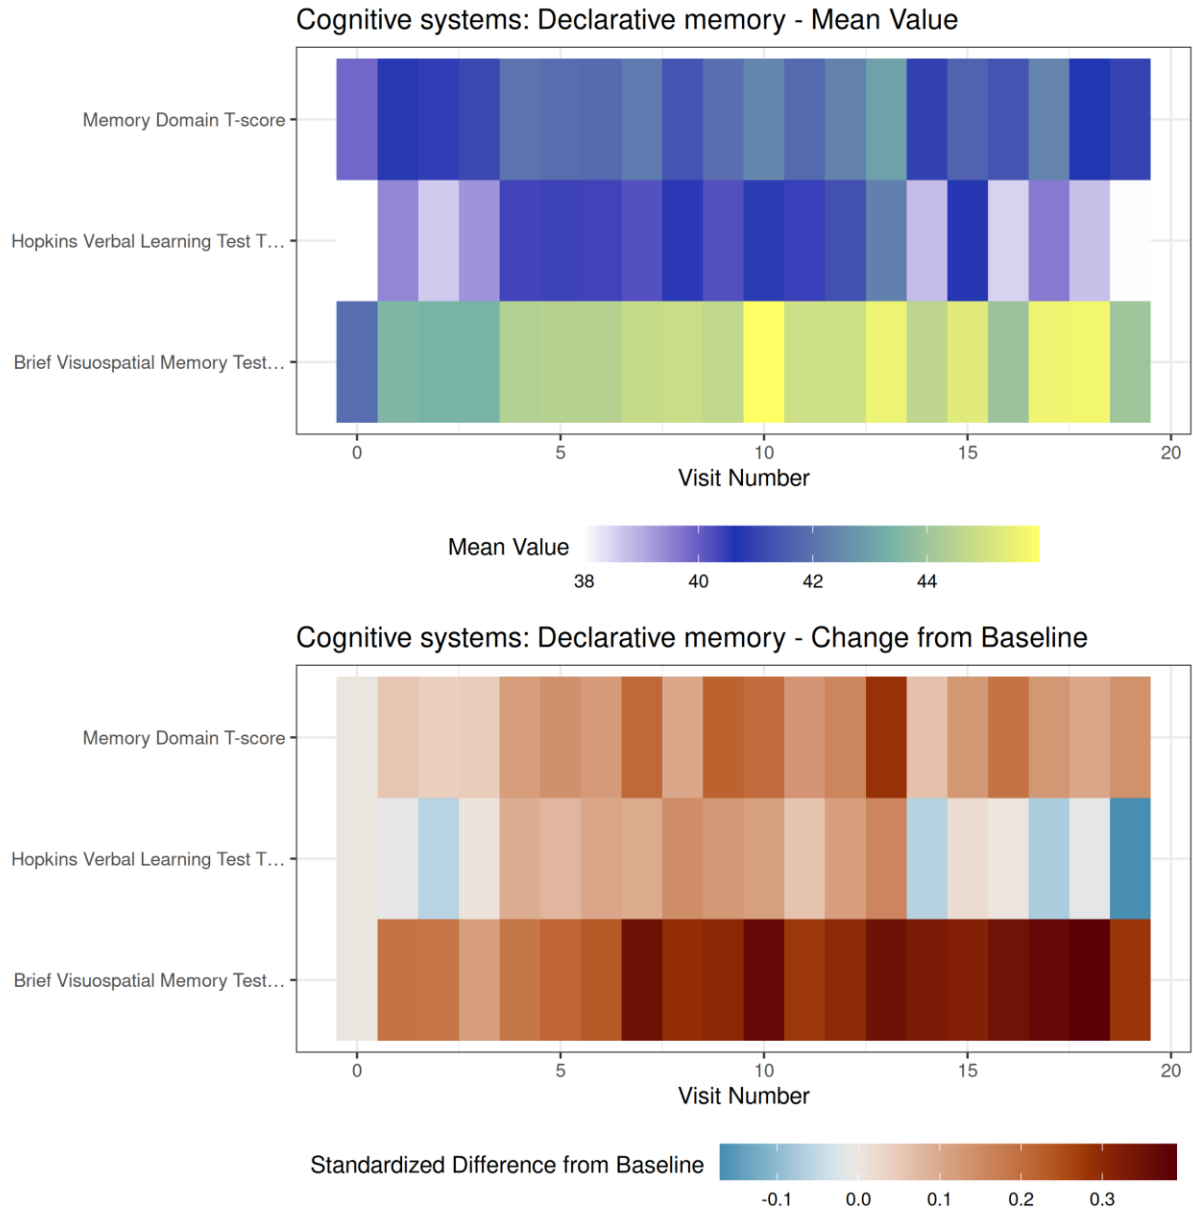 Cognitive systems: Declarative memory - Mean Value
Memory Domain T-score
Hopkins Verbal Learning Test T…
Brief Visuospatial Memory Test…
0 5 10 15 20
Visit Number
Mean Value
38 40 42 44
Cognitive systems: Declarative memory - Change from Baseline
Memory Domain T-score
Hopkins Verbal Learning Test T…
Brief Visuospatial Memory Test…
0 5 10 15 20
Visit Number
Standardized Difference from Baseline
-0.1 0.0 0.1 0.2 0.3